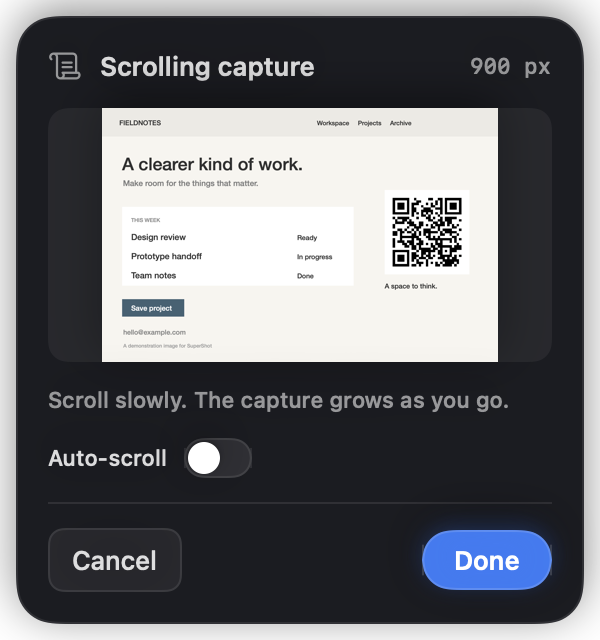 Scrolling capture 900 px
FIELDNOTES Workspace Projects Archive
A clearer kind of work.
Make room for the things that matter.
THIS WEEK
Design review Ready
Prototype handoff In progress
Team notes Done
A space to think.
Save project
hello@example.com
A demonstration image for SuperShot
Scroll slowly. The capture grows as you go.
Auto-scroll
Cancel Done